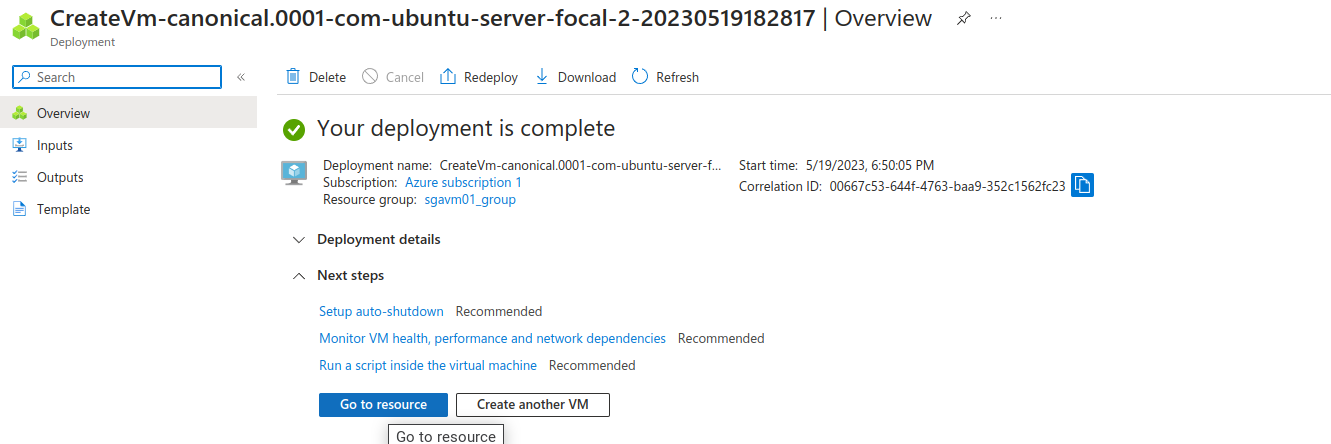 CreateVm-canonical.0001-com-ubuntu-server-focal-2-20230519182817 | Overview
Deployment
Search
Delete Cancel Redeploy Download Refresh
Overview
Inputs
Outputs
Template
Your deployment is complete
Deployment name: CreateVm-canonical.0001-com-ubuntu-server-f... Start time: 5/19/2023, 6:50:05 PM
Subscription: Azure subscription 1 Correlation ID: 00667c53-644f-4763-baa9-352c1562fc23
Resource group: sgavm01_group
Deployment details
Next steps
Setup auto-shutdown Recommended
Monitor VM health, performance and network dependencies Recommended
Run a script inside the virtual machine Recommended
Go to resource Create another VM
Go to resource